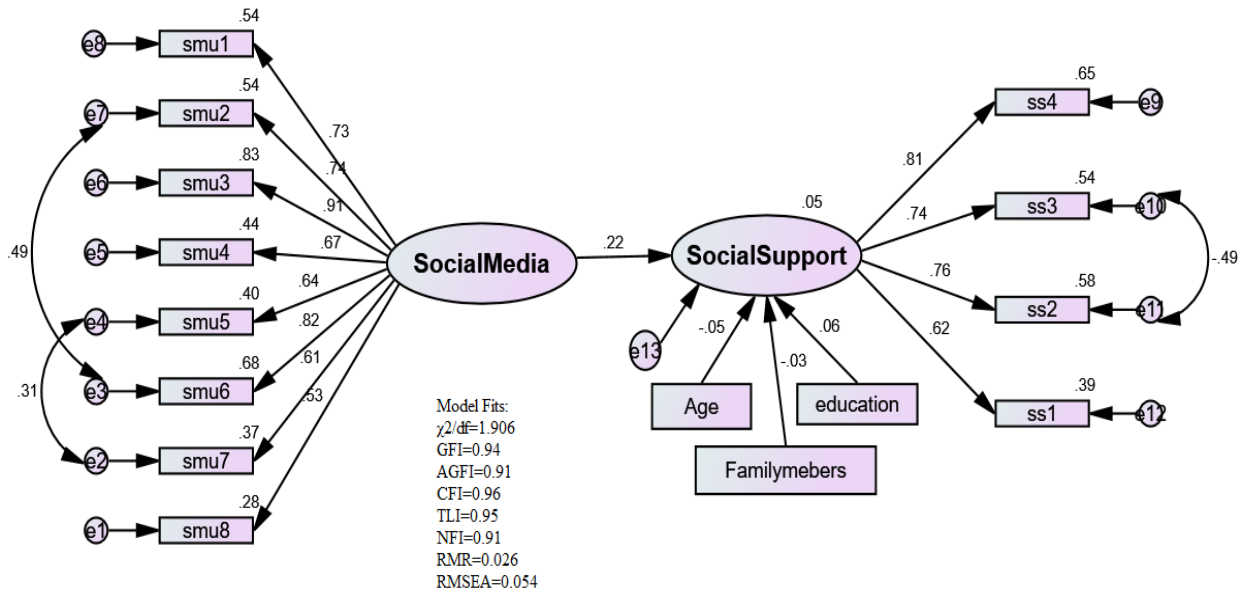 .54
e8 smu1
.54
e7 smu2
.73
.74
.83
e6 smu3
.91
.44
e5 smu4
.67
.49
.64
.40
e4 smu5
.82
.68
.61
e3 smu6
.31
.53
.37
e2 smu7
.28
e1 smu8
SocialMedia
.22
.05
SocialSupport
e13
-.05
-.03
.06
Age
education
Familymebers
.65
ss4 e9
.81
.54
ss3 e10
.74
-.49
.76
.58
ss2 e11
.62
.39
ss1 e12
Model Fits:
χ2/df=1.906
GFI=0.94
AGFI=0.91
CFI=0.96
TLI=0.95
NFI=0.91
RMR=0.026
RMSEA=0.054